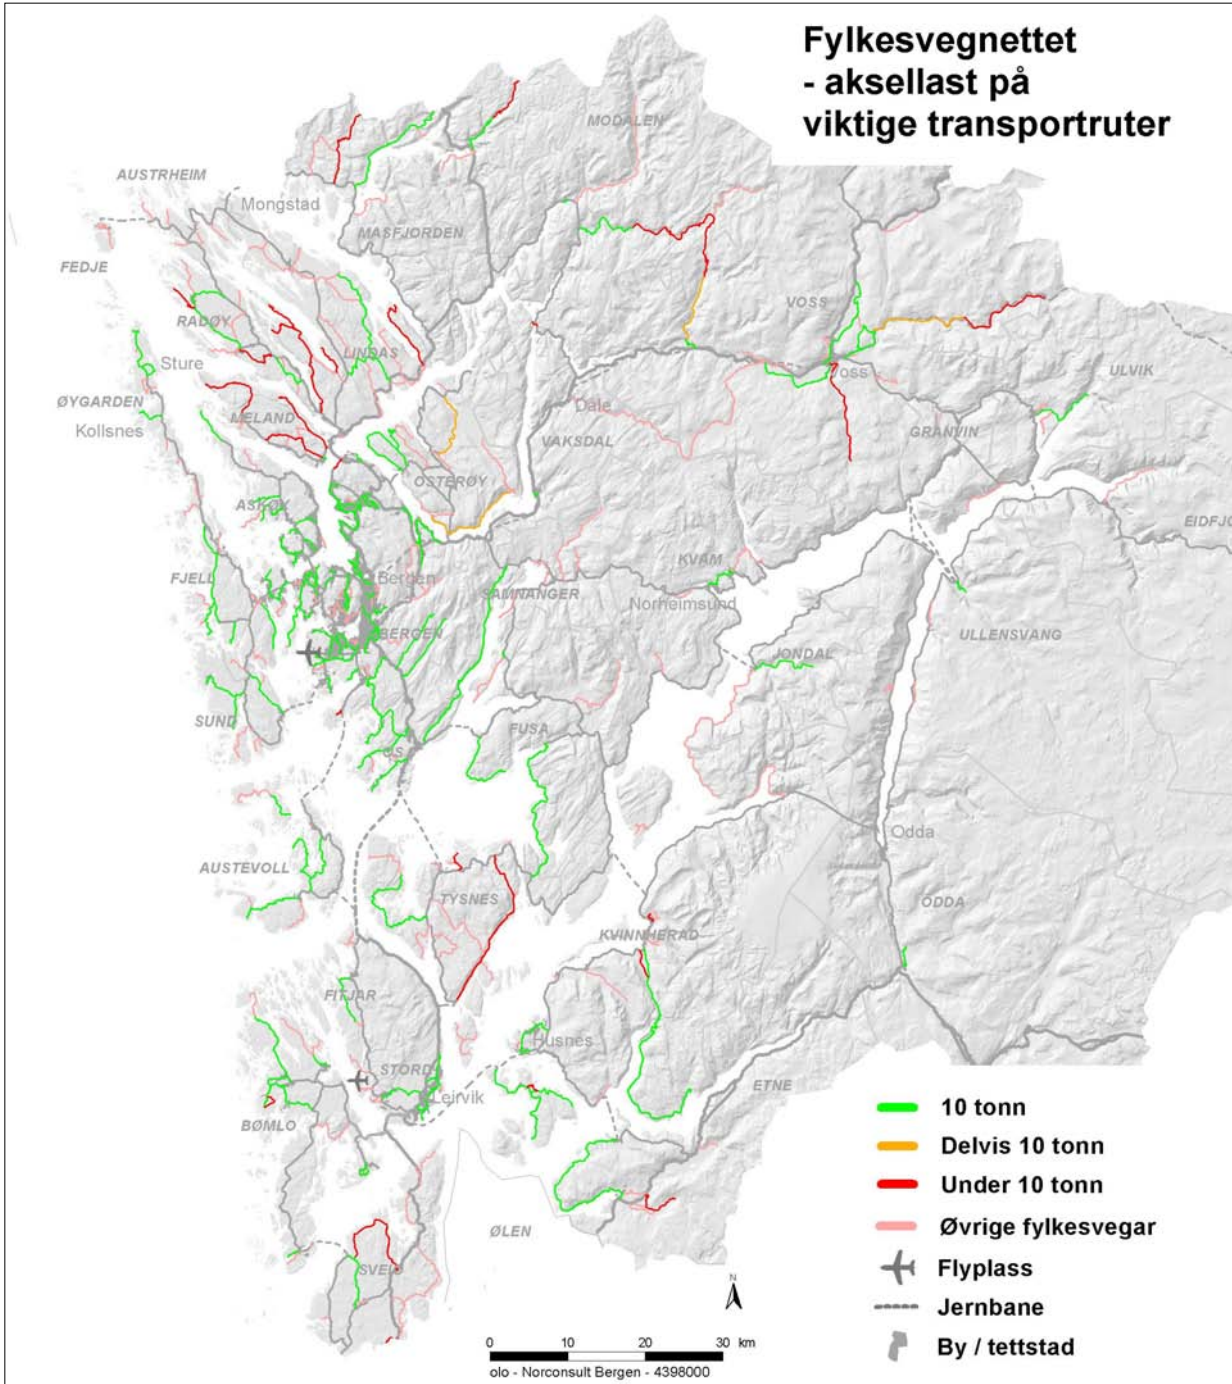 Fylkesvegnettet
- aksellast på
viktige transportruter
MODALEN
AUSTRHEIM
Mongstad
MASFJORDEN
FEDJE
VOSS
RADØY
LINDÅS
Sture
Voss
ULVIK
ØYGARDEN
MELAND
Dale
Kollsnes
VAKSDAL
GRANVIN
OSTERØY
ASKØY
EIDFJO
KVAM
FJELL
Bergen
SAMNANGER
Norheimsund
BERGEN
ULLENSVANG
JONDAL
SUND
FUSA
OS
Odda
AUSTEVOLL
TYSNES
ODDA
KVINNHERAD
FITJAR
Husnes
STORD
ETNE
Leirvik
BØMLO
ØLEN
SVEIO
10 tonn
Delvis 10 tonn
Under 10 tonn
Øvrige fylkesvegar
Flyplass
Jernbane
By / tettstad
N
0 10 20 30 km
olo - Norconsult Bergen - 4398000